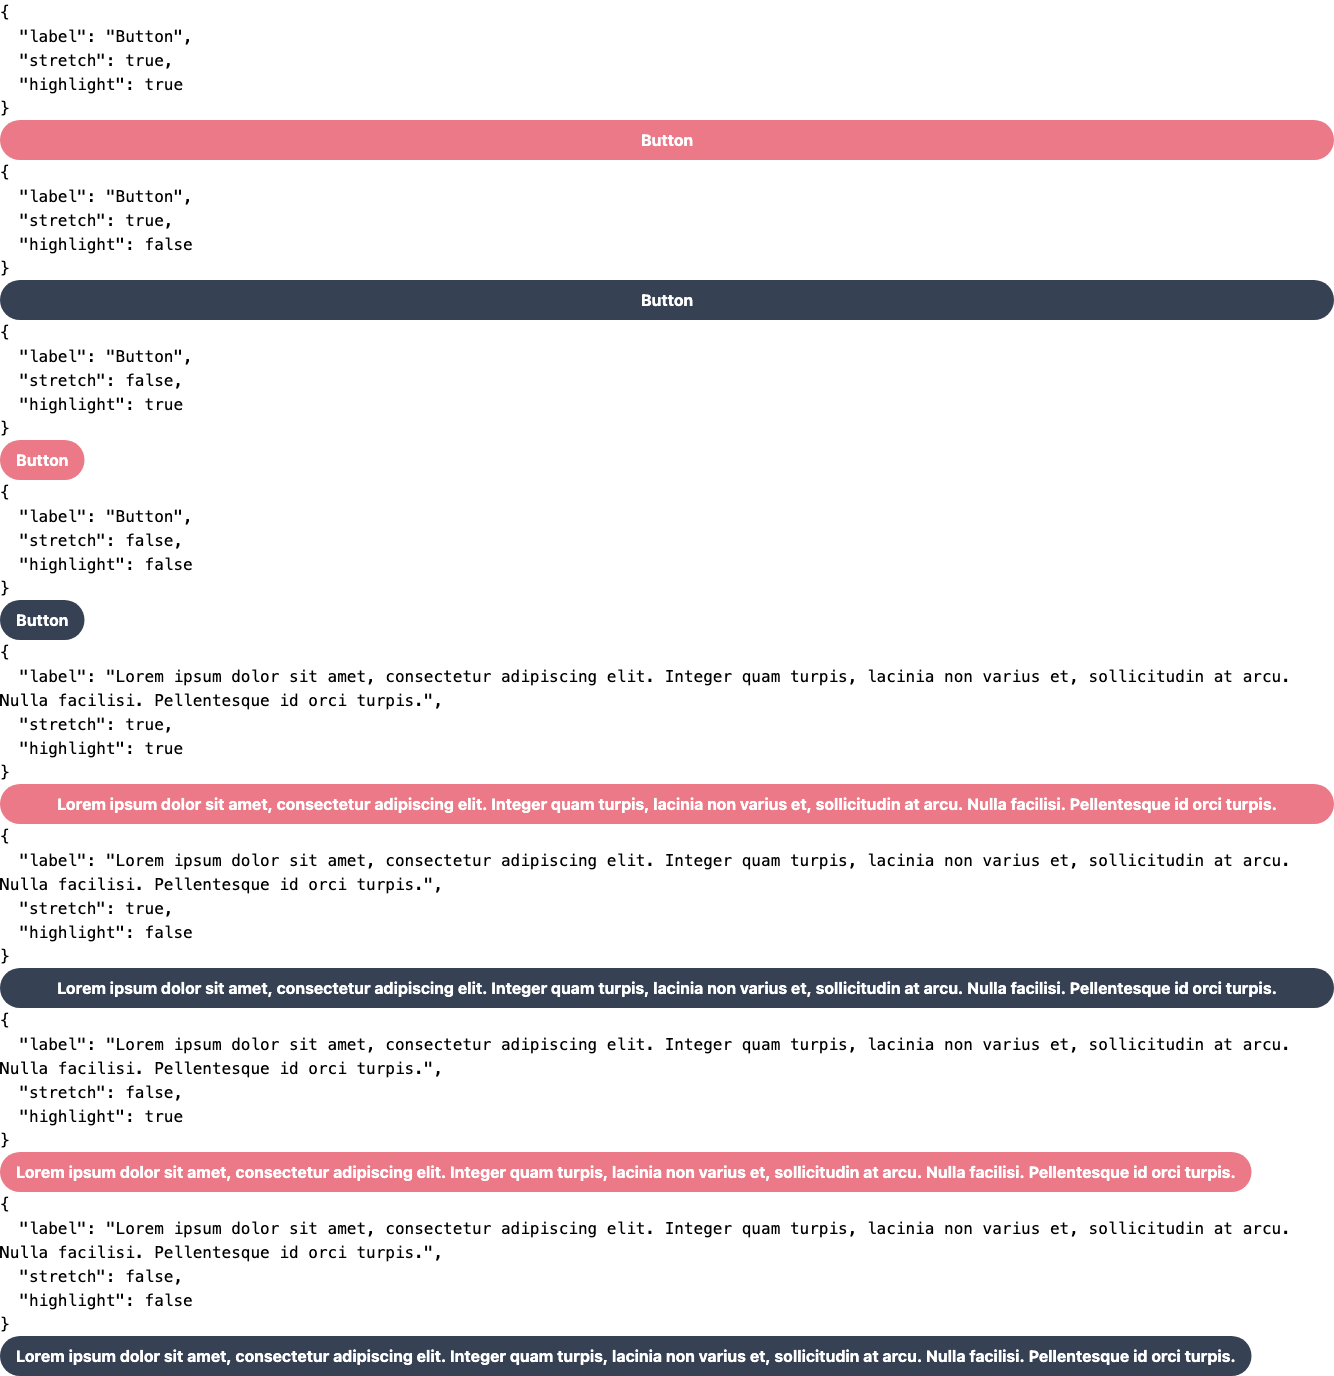 {
  "label": "Button",
  "stretch": true,
  "highlight": true
}
Button
{
  "label": "Button",
  "stretch": true,
  "highlight": false
}
Button
{
  "label": "Button",
  "stretch": false,
  "highlight": true
}
Button
{
  "label": "Button",
  "stretch": false,
  "highlight": false
}
Button
{
  "label": "Lorem ipsum dolor sit amet, consectetur adipiscing elit. Integer quam turpis, lacinia non varius et, sollicitudin at arcu.
Nulla facilisi. Pellentesque id orci turpis.",
  "stretch": true,
  "highlight": true
}
Lorem ipsum dolor sit amet, consectetur adipiscing elit. Integer quam turpis, lacinia non varius et, sollicitudin at arcu. Nulla facilisi. Pellentesque id orci turpis.
{
  "label": "Lorem ipsum dolor sit amet, consectetur adipiscing elit. Integer quam turpis, lacinia non varius et, sollicitudin at arcu.
Nulla facilisi. Pellentesque id orci turpis.",
  "stretch": true,
  "highlight": false
}
Lorem ipsum dolor sit amet, consectetur adipiscing elit. Integer quam turpis, lacinia non varius et, sollicitudin at arcu. Nulla facilisi. Pellentesque id orci turpis.
{
  "label": "Lorem ipsum dolor sit amet, consectetur adipiscing elit. Integer quam turpis, lacinia non varius et, sollicitudin at arcu.
Nulla facilisi. Pellentesque id orci turpis.",
  "stretch": false,
  "highlight": true
}
Lorem ipsum dolor sit amet, consectetur adipiscing elit. Integer quam turpis, lacinia non varius et, sollicitudin at arcu. Nulla facilisi. Pellentesque id orci turpis.
{
  "label": "Lorem ipsum dolor sit amet, consectetur adipiscing elit. Integer quam turpis, lacinia non varius et, sollicitudin at arcu.
Nulla facilisi. Pellentesque id orci turpis.",
  "stretch": false,
  "highlight": false
}
Lorem ipsum dolor sit amet, consectetur adipiscing elit. Integer quam turpis, lacinia non varius et, sollicitudin at arcu. Nulla facilisi. Pellentesque id orci turpis.